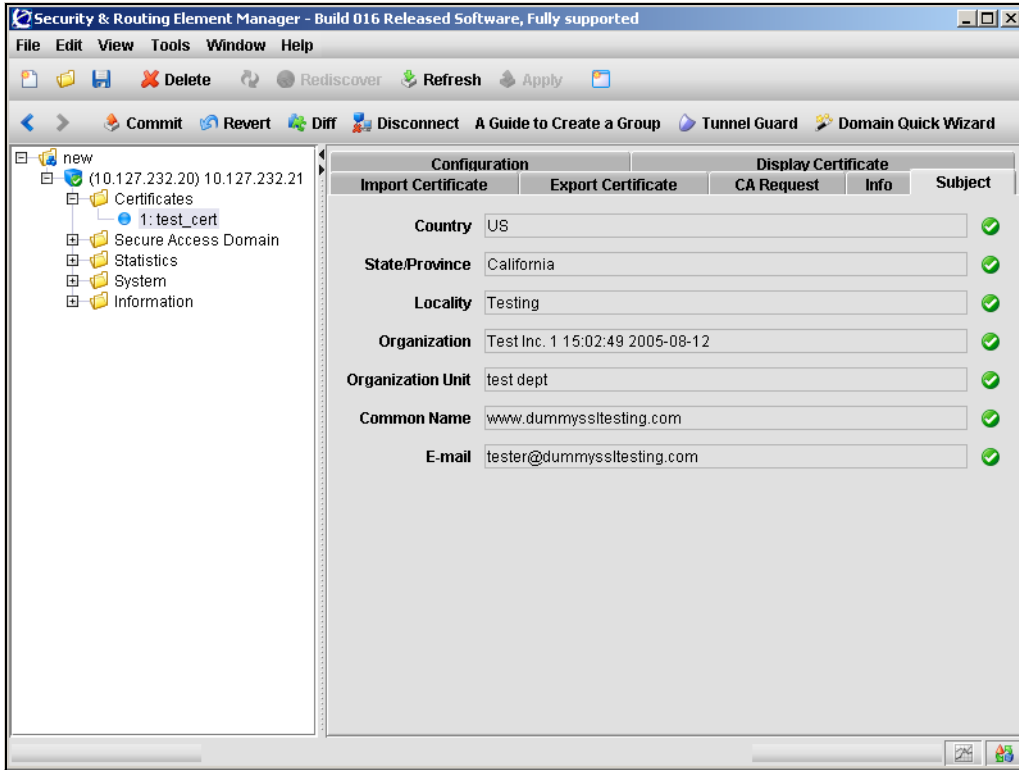 Security & Routing Element Manager - Build 016 Released Software, Fully supported
File Edit View Tools Window Help
Delete Rediscover Refresh Apply
Commit Revert Diff Disconnect A Guide to Create a Group Tunnel Guard Domain Quick Wizard
new
(10.127.232.20) 10.127.232.21
Certificates
1: test_cert
Secure Access Domain
Statistics
System
Information
Configuration Display Certificate
Import Certificate Export Certificate CA Request Info Subject
Country US
State/Province California
Locality Testing
Organization Test Inc. 1 15:02:49 2005-08-12
Organization Unit test dept
Common Name www.dummyssltesting.com
E-mail tester@dummyssltesting.com